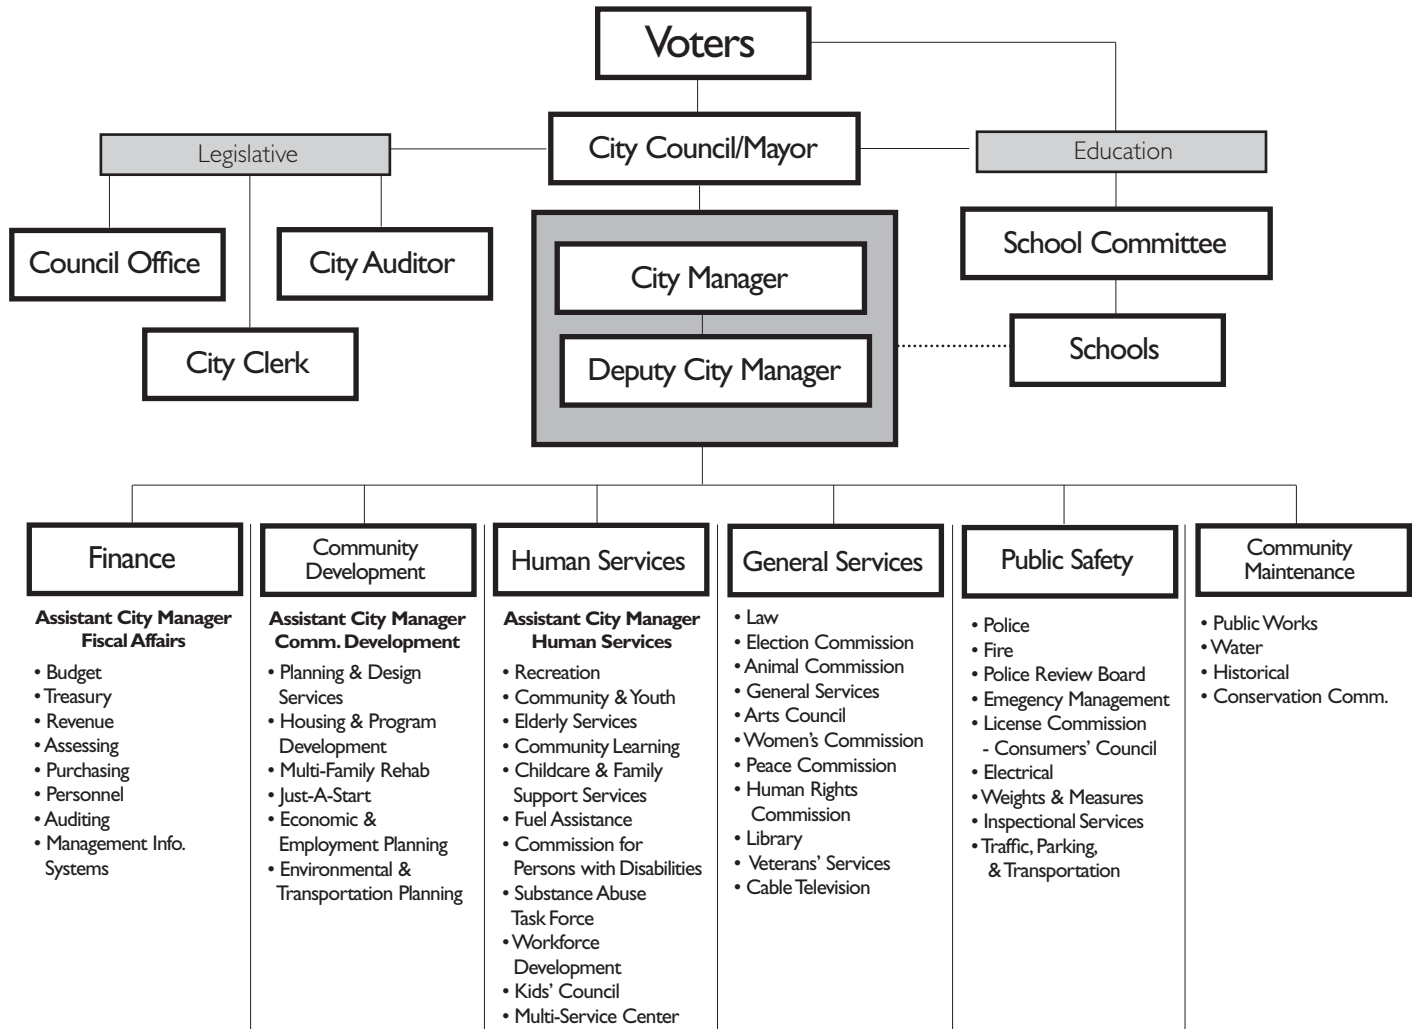 Voters
City Council/Mayor
Legislative
Education
Council Office
City Auditor
City Clerk
City Manager
Deputy City Manager
School Committee
Schools
Finance
Assistant City Manager
Fiscal Affairs
• Budget
• Treasury
• Revenue
• Assessing
• Purchasing
• Personnel
• Auditing
• Management Info.
Systems
Community
Development
Assistant City Manager
Comm. Development
• Planning & Design
Services
• Housing & Program
Development
• Multi-Family Rehab
• Just-A-Start
• Economic &
Employment Planning
• Environmental &
Transportation Planning
Human Services
Assistant City Manager
Human Services
• Recreation
• Community & Youth
• Elderly Services
• Community Learning
• Childcare & Family
Support Services
• Fuel Assistance
• Commission for
Persons with Disabilities
• Substance Abuse
Task Force
• Workforce
Development
• Kids' Council
• Multi-Service Center
General Services
• Law
• Election Commission
• Animal Commission
• General Services
• Arts Council
• Women's Commission
• Peace Commission
• Human Rights
Commission
• Library
• Veterans' Services
• Cable Television
Public Safety
• Police
• Fire
• Police Review Board
• Emegency Management
• License Commission
- Consumers' Council
• Electrical
• Weights & Measures
• Inspectional Services
• Traffic, Parking,
& Transportation
Community
Maintenance
• Public Works
• Water
• Historical
• Conservation Comm.